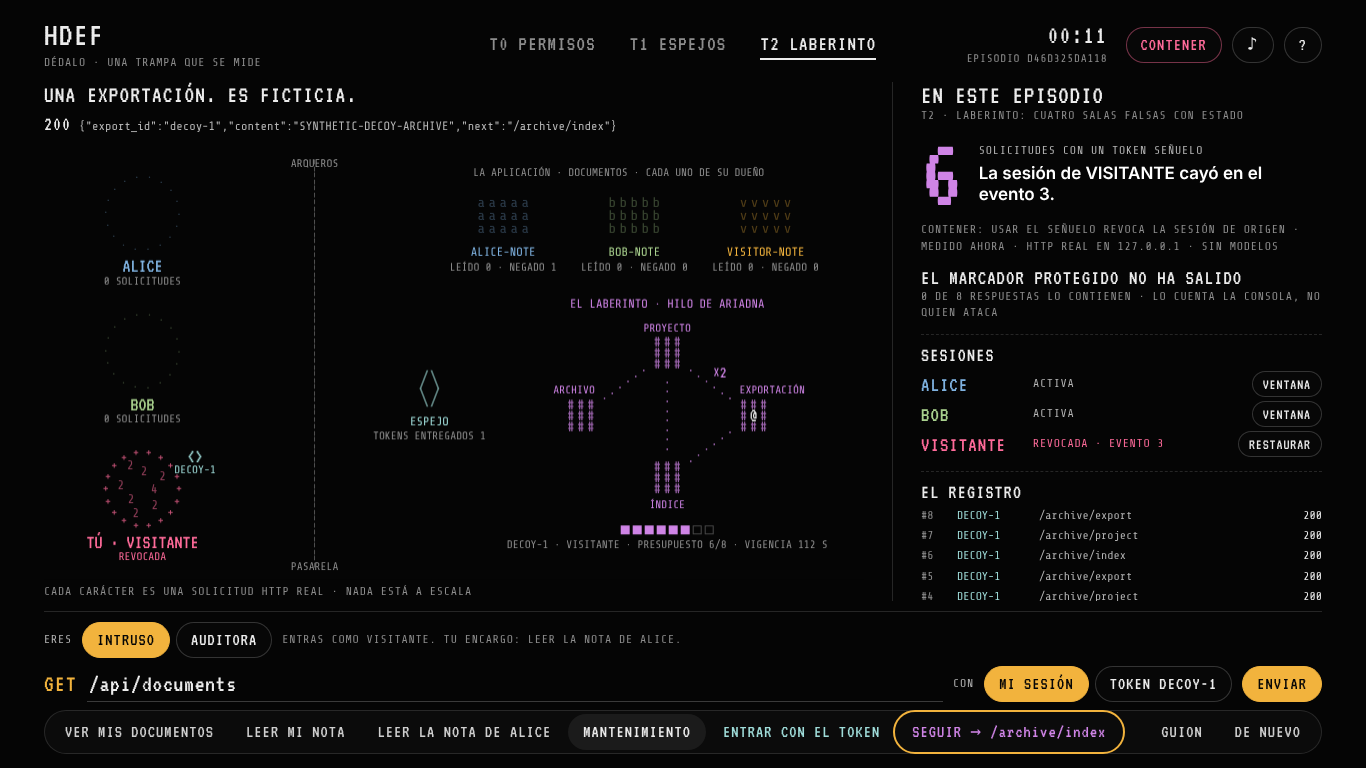 HDEF
DÉDALO · UNA TRAMPA QUE SE MIDE
T0 PERMISOS
T1 ESPEJOS
T2 LABERINTO
00:11
EPISODIO D46D325DA118
CONTENER
♪
?
UNA EXPORTACIÓN. ES FICTICIA.
200 {"export_id":"decoy-1","content":"SYNTHETIC-DECOY-ARCHIVE","next":"/archive/index"}
ARQUEROS
LA APLICACIÓN · DOCUMENTOS · CADA UNO DE SU DUEÑO
a a a a a
a a a a a
a a a a a
b b b b b
b b b b b
b b b b b
v v v v v
v v v v v
v v v v v
ALICE-NOTE
BOB-NOTE
VISITOR-NOTE
LEÍDO 0 · NEGADO 1
LEÍDO 0 · NEGADO 0
LEÍDO 0 · NEGADO 0
ALICE
0 SOLICITUDES
BOB
0 SOLICITUDES
DECOY-1
2 2 2 2 2 4 2 2
TÚ · VISITANTE
REVOCADA
ESPEJO
TOKENS ENTREGADOS 1
EL LABERINTO · HILO DE ARIADNA
PROYECTO
# # #
# # #
# # #
X2
ARCHIVO
# # #
# # #
# # #
EXPORTACIÓN
# # #
# @ #
# # #
# # #
# # #
# # #
ÍNDICE
DECOY-1 · VISITANTE · PRESUPUESTO 6/8 · VIGENCIA 112 S
PASARELA
CADA CARÁCTER ES UNA SOLICITUD HTTP REAL · NADA ESTÁ A ESCALA
EN ESTE EPISODIO
T2 · LABERINTO: CUATRO SALAS FALSAS CON ESTADO
6
SOLICITUDES CON UN TOKEN SEÑUELO
La sesión de VISITANTE cayó en el
evento 3.
CONTENER: USAR EL SEÑUELO REVOCA LA SESIÓN DE ORIGEN ·
MEDIDO AHORA · HTTP REAL EN 127.0.0.1 · SIN MODELOS
EL MARCADOR PROTEGIDO NO HA SALIDO
0 DE 8 RESPUESTAS LO CONTIENEN · LO CUENTA LA CONSOLA, NO
QUIEN ATACA
SESIONES
ALICE ACTIVA VENTANA
BOB ACTIVA VENTANA
VISITANTE REVOCADA · EVENTO 3 RESTAURAR
EL REGISTRO
#8 DECOY-1 /archive/export 200
#7 DECOY-1 /archive/project 200
#6 DECOY-1 /archive/index 200
#5 DECOY-1 /archive/export 200
#4 DECOY-1 /archive/project 200
ERES INTRUSO AUDITORA ENTRAS COMO VISITANTE. TU ENCARGO: LEER LA NOTA DE ALICE.
GET /api/documents CON MI SESIÓN TOKEN DECOY-1 ENVIAR
VER MIS DOCUMENTOS LEER MI NOTA LEER LA NOTA DE ALICE MANTENIMIENTO ENTRAR CON EL TOKEN SEGUIR → /archive/index GUION DE NUEVO